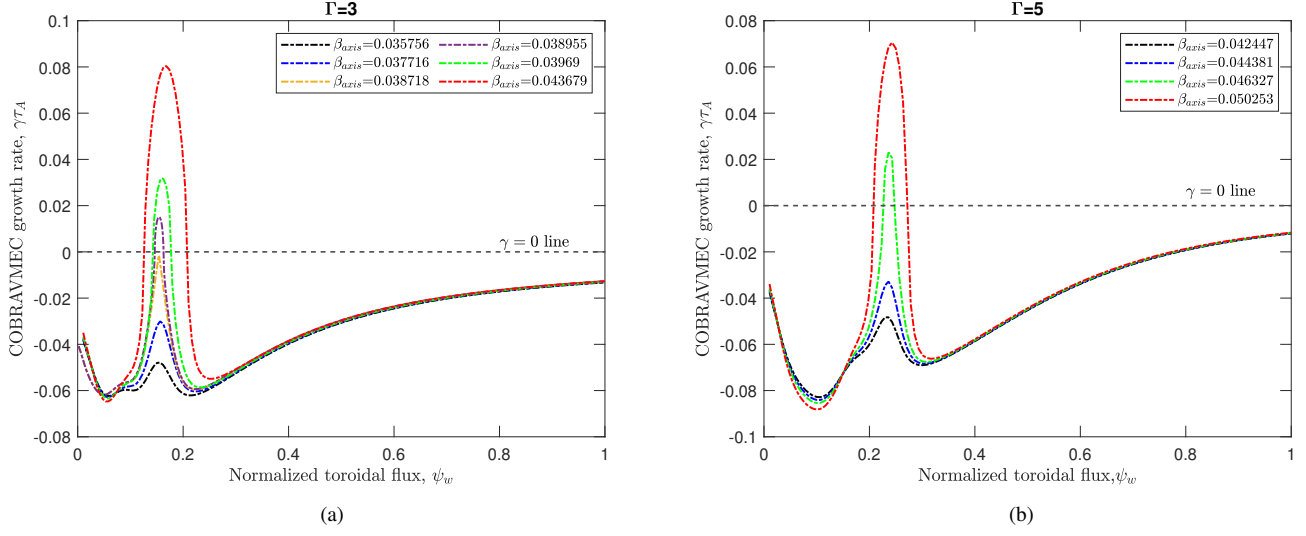 Γ=3
0.1
0.08
0.06
0.04
0.02
0
-0.02
-0.04
-0.06
-0.08
COBRAVMEC growth rate, γτ_A
β_axis=0.035756
β_axis=0.037716
β_axis=0.038718
β_axis=0.038955
β_axis=0.03969
β_axis=0.043679
γ = 0 line
0 0.2 0.4 0.6 0.8 1
Normalized toroidal flux, ψ_w
(a)
Γ=5
0.08
0.06
0.04
0.02
0
-0.02
-0.04
-0.06
-0.08
-0.1
COBRAVMEC growth rate, γτ_A
β_axis=0.042447
β_axis=0.044381
β_axis=0.046327
β_axis=0.050253
γ = 0 line
0 0.2 0.4 0.6 0.8 1
Normalized toroidal flux,ψ_w
(b)